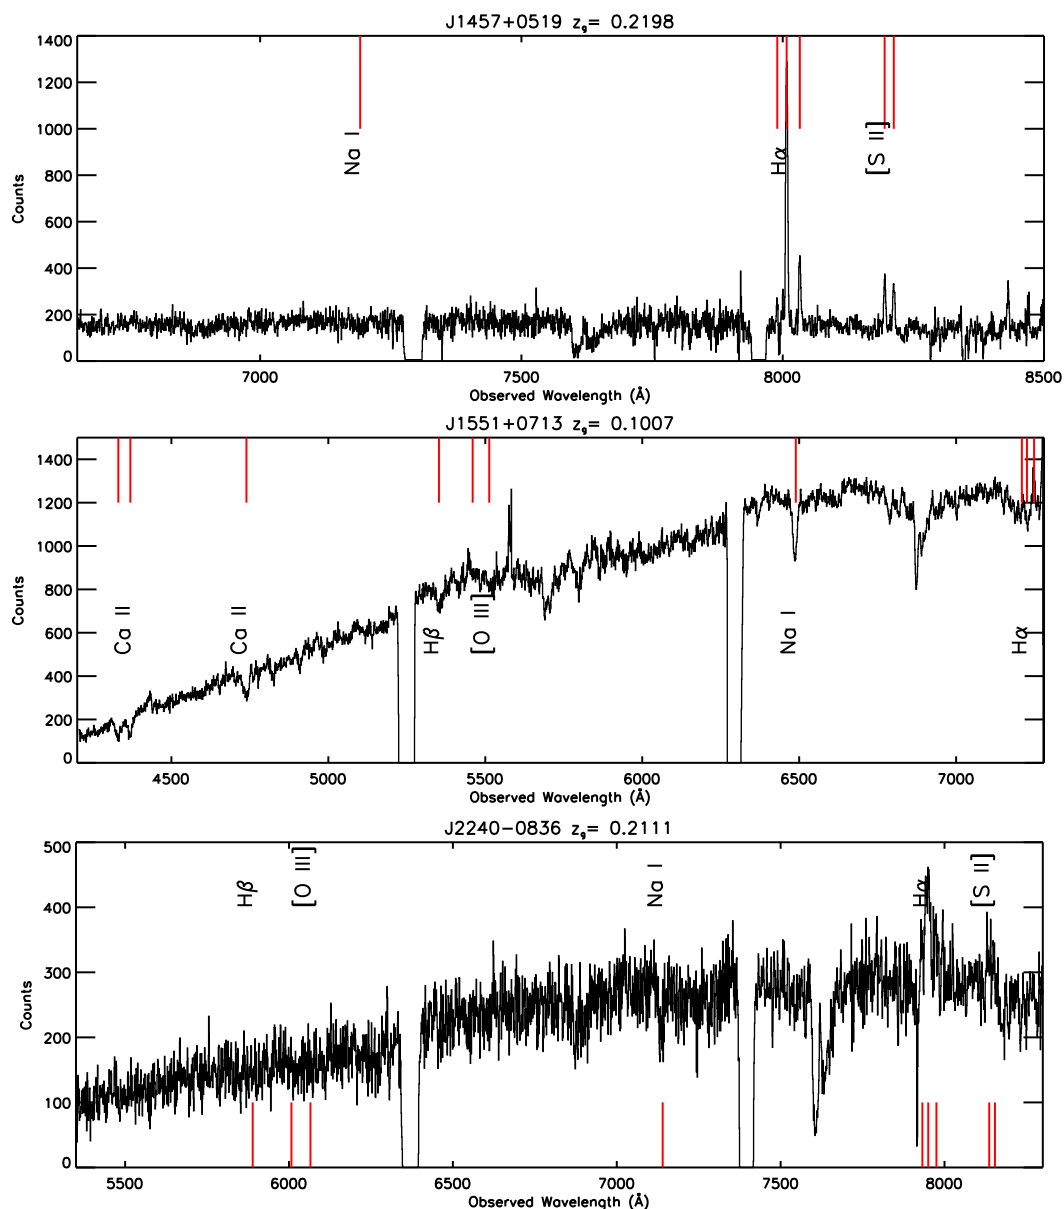 J1457+0519 z_g= 0.2198
1400
1200
1000
800
600
400
200
0
Counts
Na I
Hα
[S II]
7000 7500 8000 8500
Observed Wavelength (Å)
J1551+0713 z_g= 0.1007
1400
1200
1000
800
600
400
200
0
Counts
Ca II
Ca II
Hβ
[O III]
Na I
Hα
4500 5000 5500 6000 6500 7000
Observed Wavelength (Å)
J2240−0836 z_g= 0.2111
500
400
300
200
100
0
Counts
Hβ
[O III]
Na I
Hα
[S II]
5500 6000 6500 7000 7500 8000
Observed Wavelength (Å)